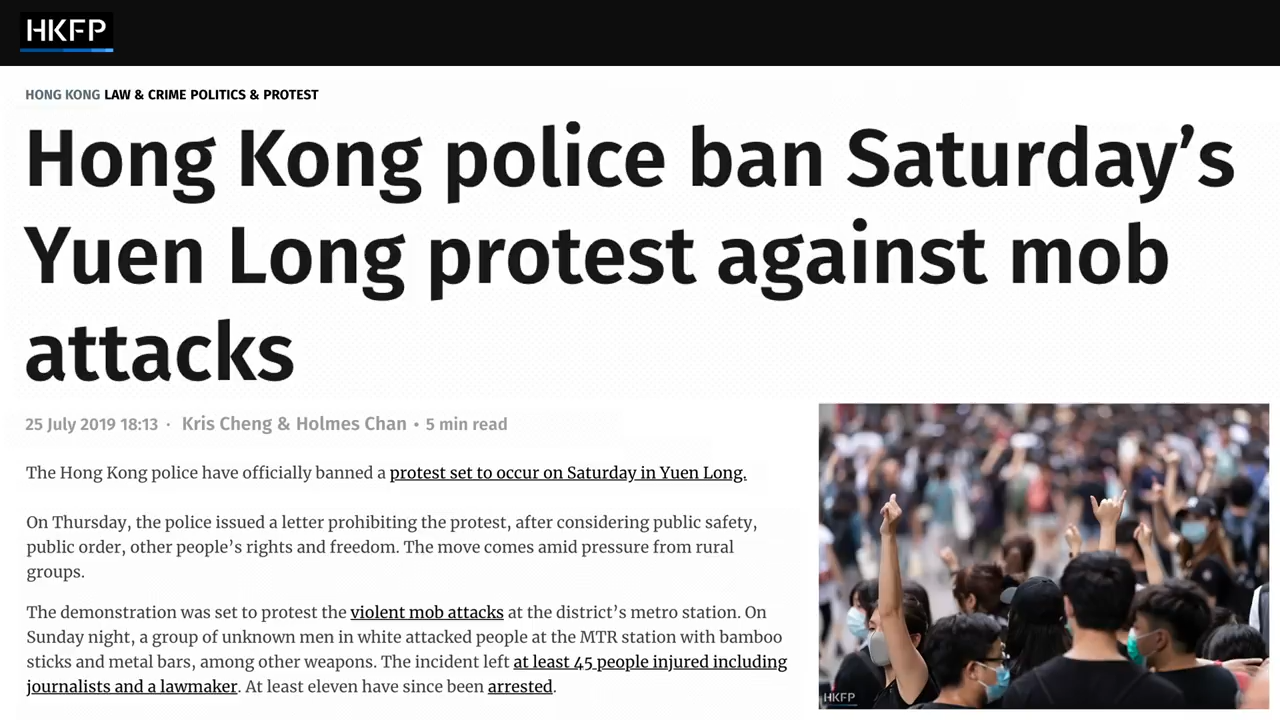 HKFP
HONG KONG LAW & CRIME POLITICS & PROTEST
Hong Kong police ban Saturday’s
Yuen Long protest against mob
attacks
25 July 2019 18:13 · Kris Cheng & Holmes Chan • 5 min read
The Hong Kong police have officially banned a protest set to occur on Saturday in Yuen Long.
On Thursday, the police issued a letter prohibiting the protest, after considering public safety,
public order, other people’s rights and freedom. The move comes amid pressure from rural
groups.
The demonstration was set to protest the violent mob attacks at the district’s metro station. On
Sunday night, a group of unknown men in white attacked people at the MTR station with bamboo
sticks and metal bars, among other weapons. The incident left at least 45 people injured including
journalists and a lawmaker. At least eleven have since been arrested.
HKFP